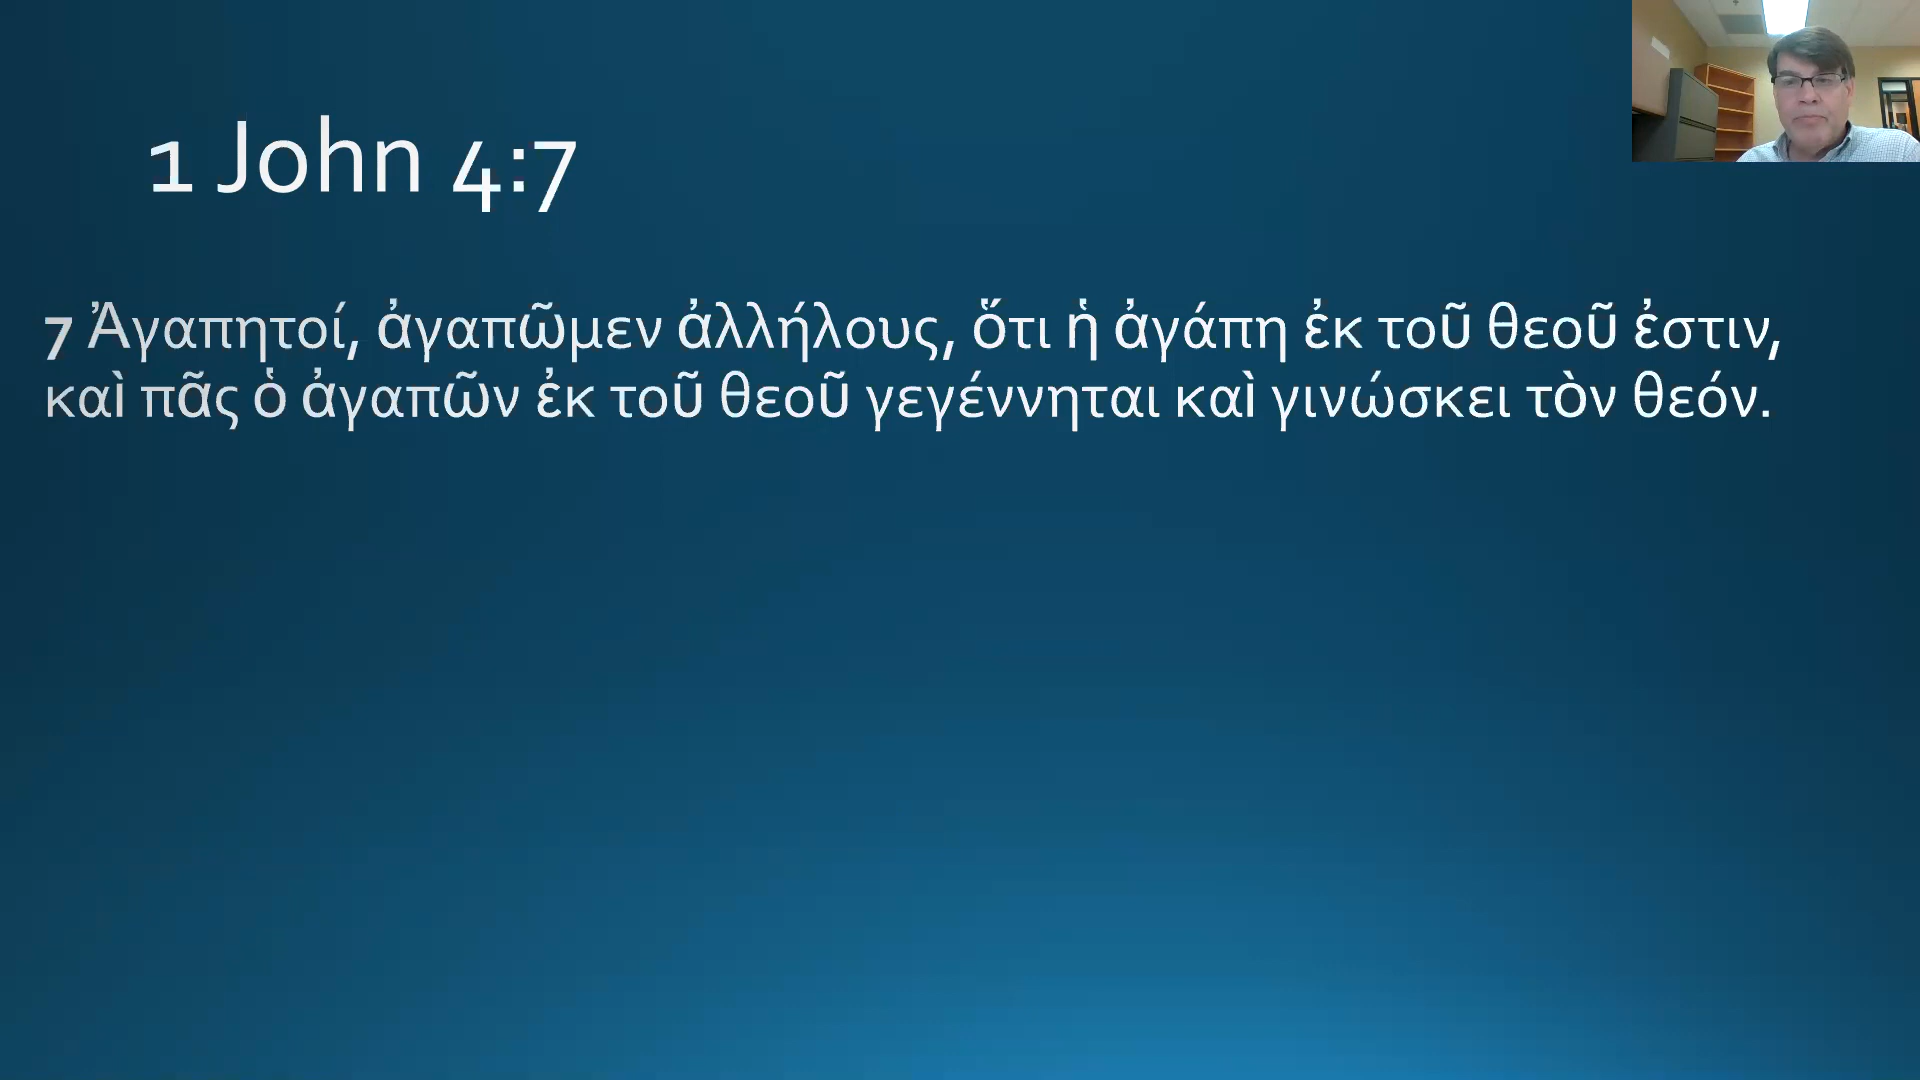 1 John 4:7
7 Ἀγαπητοί, ἀγαπῶμεν ἀλλήλους, ὅτι ἡ ἀγάπη ἐκ τοῦ θεοῦ ἐστιν,
καὶ πᾶς ὁ ἀγαπῶν ἐκ τοῦ θεοῦ γεγέννηται καὶ γινώσκει τὸν θεόν.